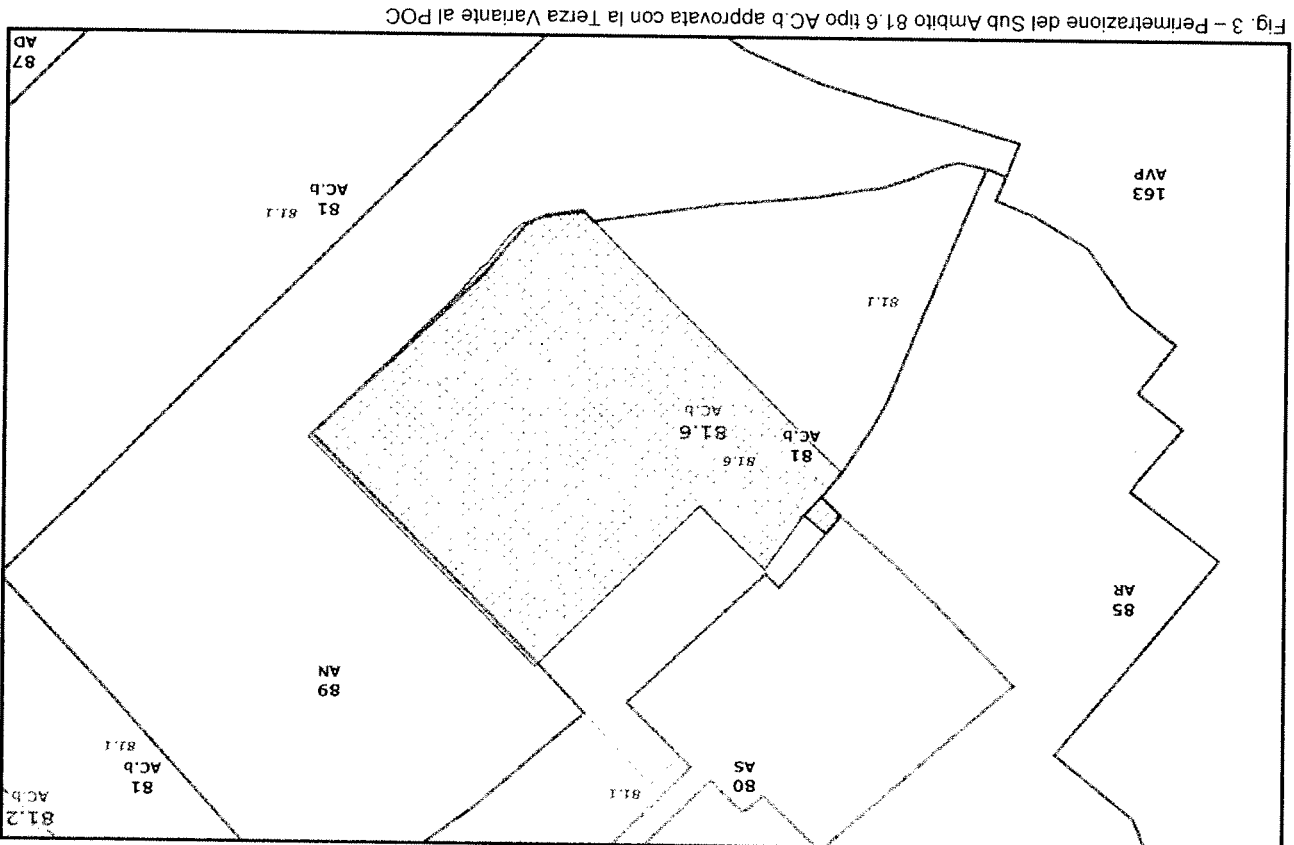 81.2
AC.b
81
AC.b
81.1
80
AS
81.1
89
AN
85
AR
81
AC.b
81.6
81.6
AC.b
81.1
163
AVP
81
AC.b
81.1
87
AD
Fig. 3 – Perimetrazione del Sub Ambito 81.6 tipo AC.b approvata con la Terza Variante al POC